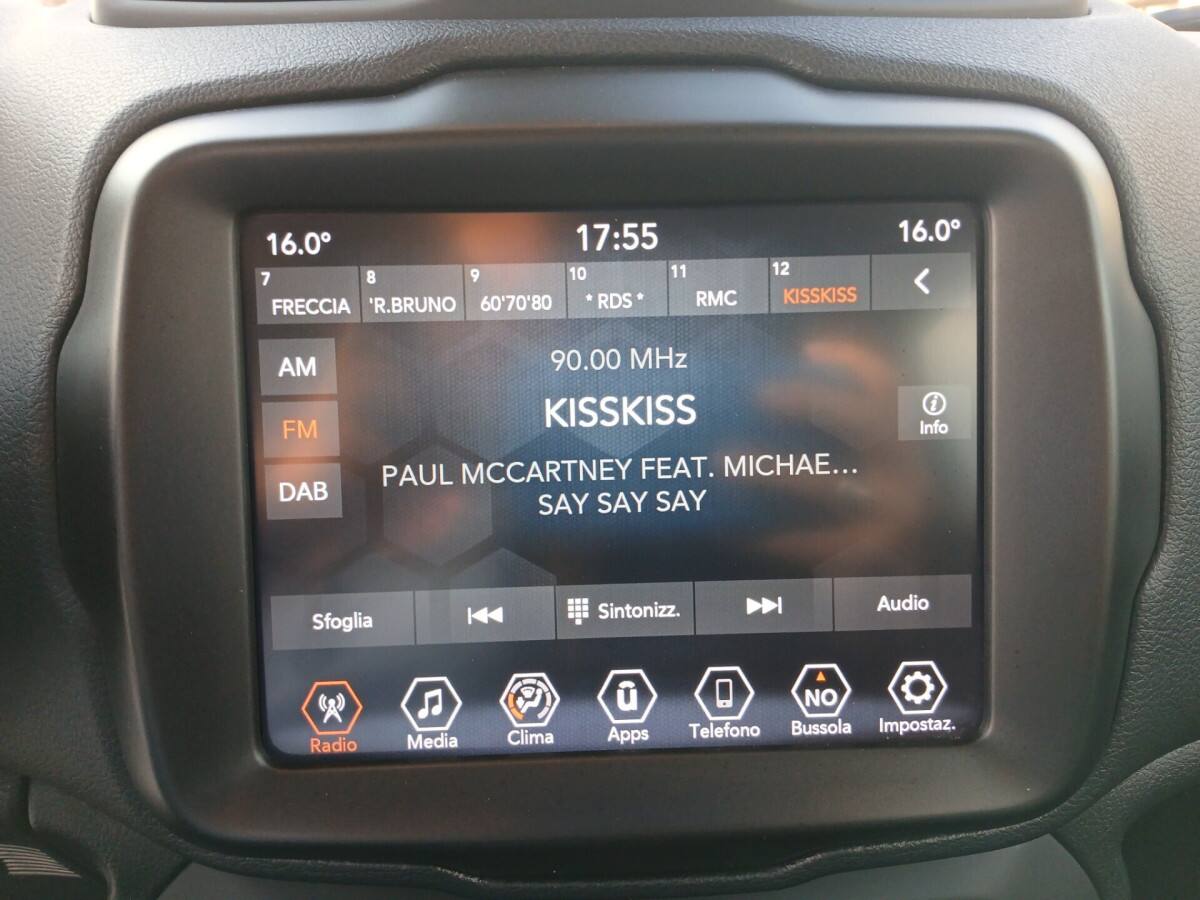 16.0° 17:55 16.0°
7 8 9 10 11 12
FRECCIA 'R.BRUNO 60'70'80 * RDS * RMC KISSKISS
AM
90.00 MHz
KISSKISS
FM
Info
PAUL MCCARTNEY FEAT. MICHAE...
DAB
SAY SAY SAY
Sfoglia Sintonizz. Audio
NO
Radio Media Clima Apps Telefono Bussola Impostaz.